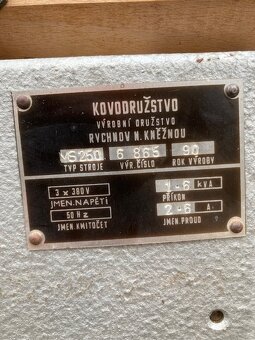 KOVODRUŽSTVO
VÝROBNÍ DRUŽSTVO
RYCHNOV N.KNĚŽNOU
VS250 6 865 90
TYP STROJE VÝR.ČÍSLO ROK VÝROBY
3 x 380V 1-6 kVA
JMEN.NAPĚTÍ PŘÍKON
50 Hz 2-6 A.
JMEN.KMITOČET JMEN.PROUD